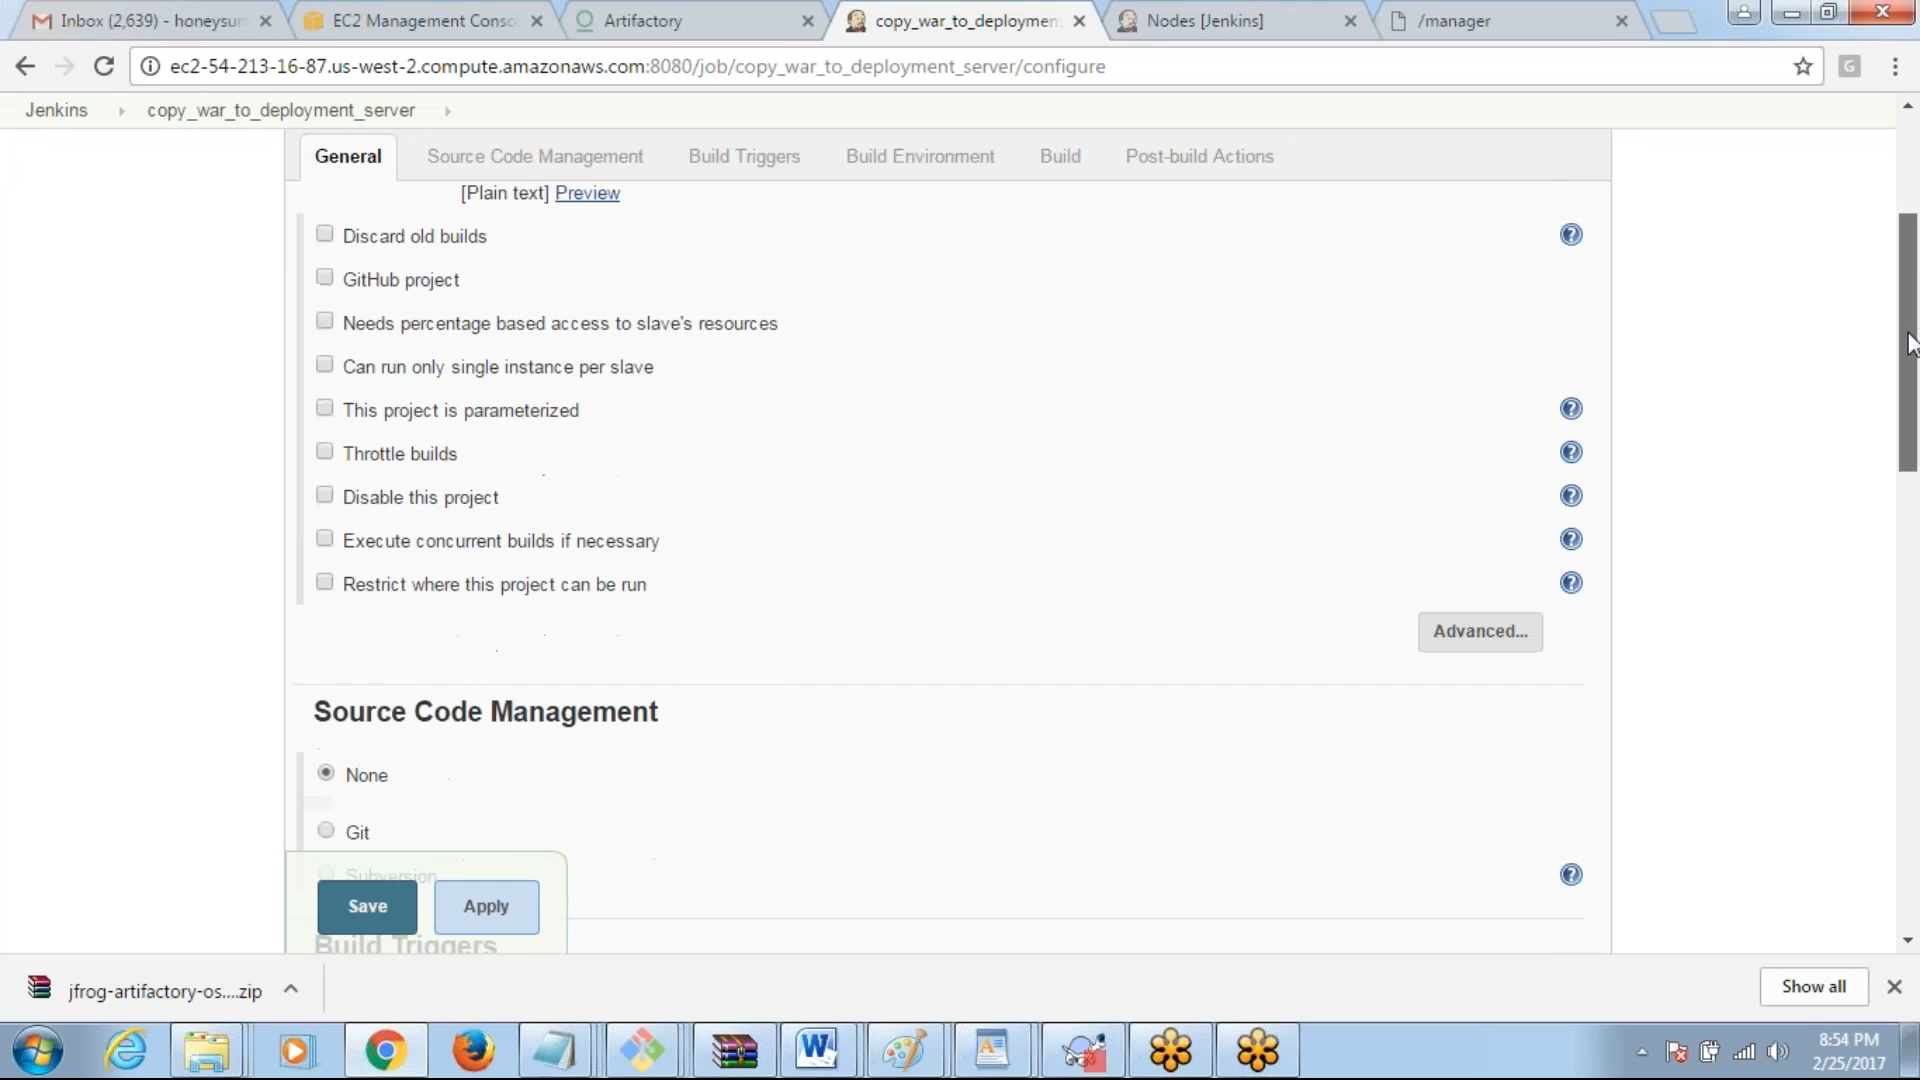 Inbox (2,639) - honeysun
EC2 Management Conso
Artifactory
copy_war_to_deploymen
Nodes [Jenkins]
/manager
ec2-54-213-16-87.us-west-2.compute.amazonaws.com:8080/job/copy_war_to_deployment_server/configure
G
Jenkins
copy_war_to_deployment_server
General
Source Code Management
Build Triggers
Build Environment
Build
Post-build Actions
[Plain text] Preview
Discard old builds
GitHub project
Needs percentage based access to slave's resources
Can run only single instance per slave
This project is parameterized
Throttle builds
Disable this project
Execute concurrent builds if necessary
Restrict where this project can be run
Advanced...
Source Code Management
None
Git
Subversion
Save
Apply
Build Triggers
jfrog-artifactory-os....zip
Show all
8:54 PM
2/25/2017